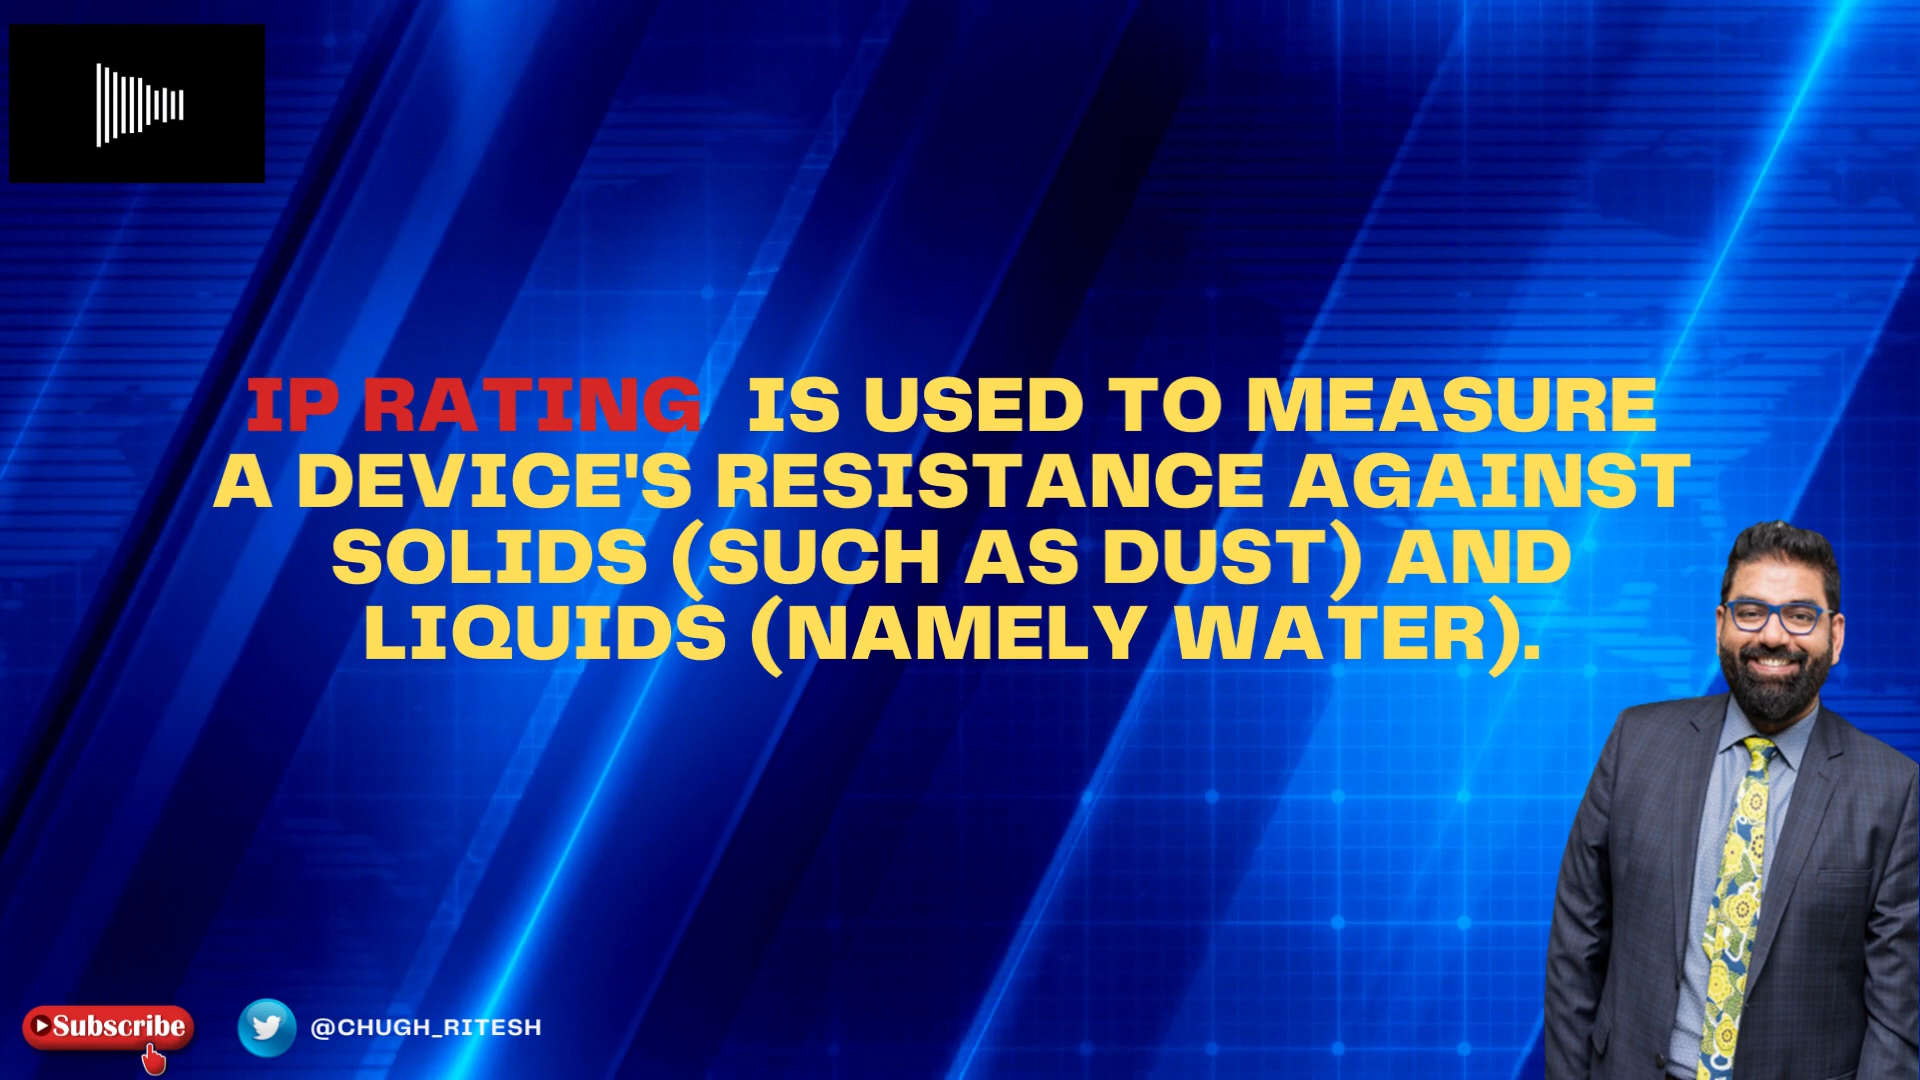 IP RATING IS USED TO MEASURE
A DEVICE'S RESISTANCE AGAINST
SOLIDS (SUCH AS DUST) AND
LIQUIDS (NAMELY WATER).
Subscribe
@CHUGH_RITESH